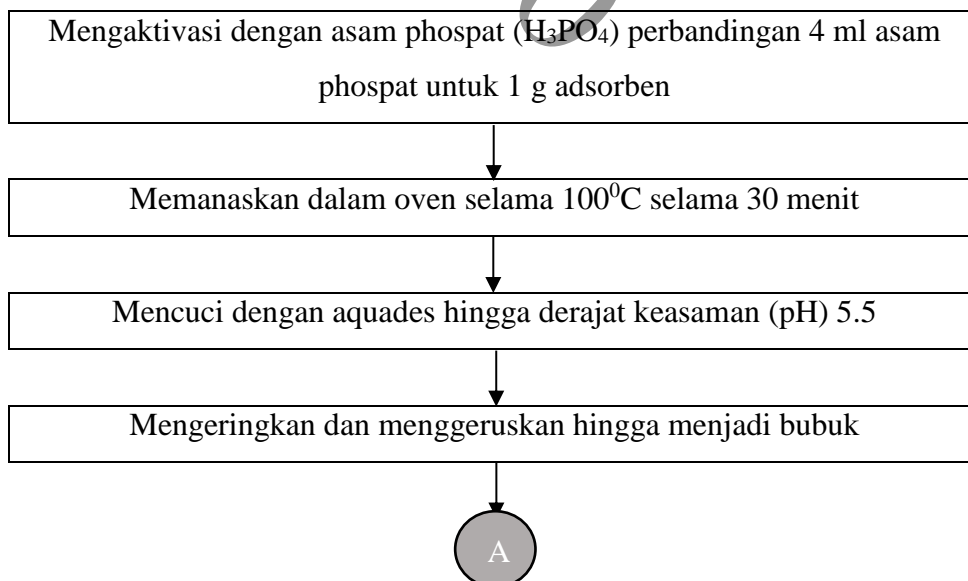 Mengaktivasi dengan asam phospat (H₃PO₄) perbandingan 4 ml asam
phospat untuk 1 g adsorben
Memanaskan dalam oven selama 100⁰C selama 30 menit
Mencuci dengan aquades hingga derajat keasaman (pH) 5.5
Mengeringkan dan menggeruskan hingga menjadi bubuk
A